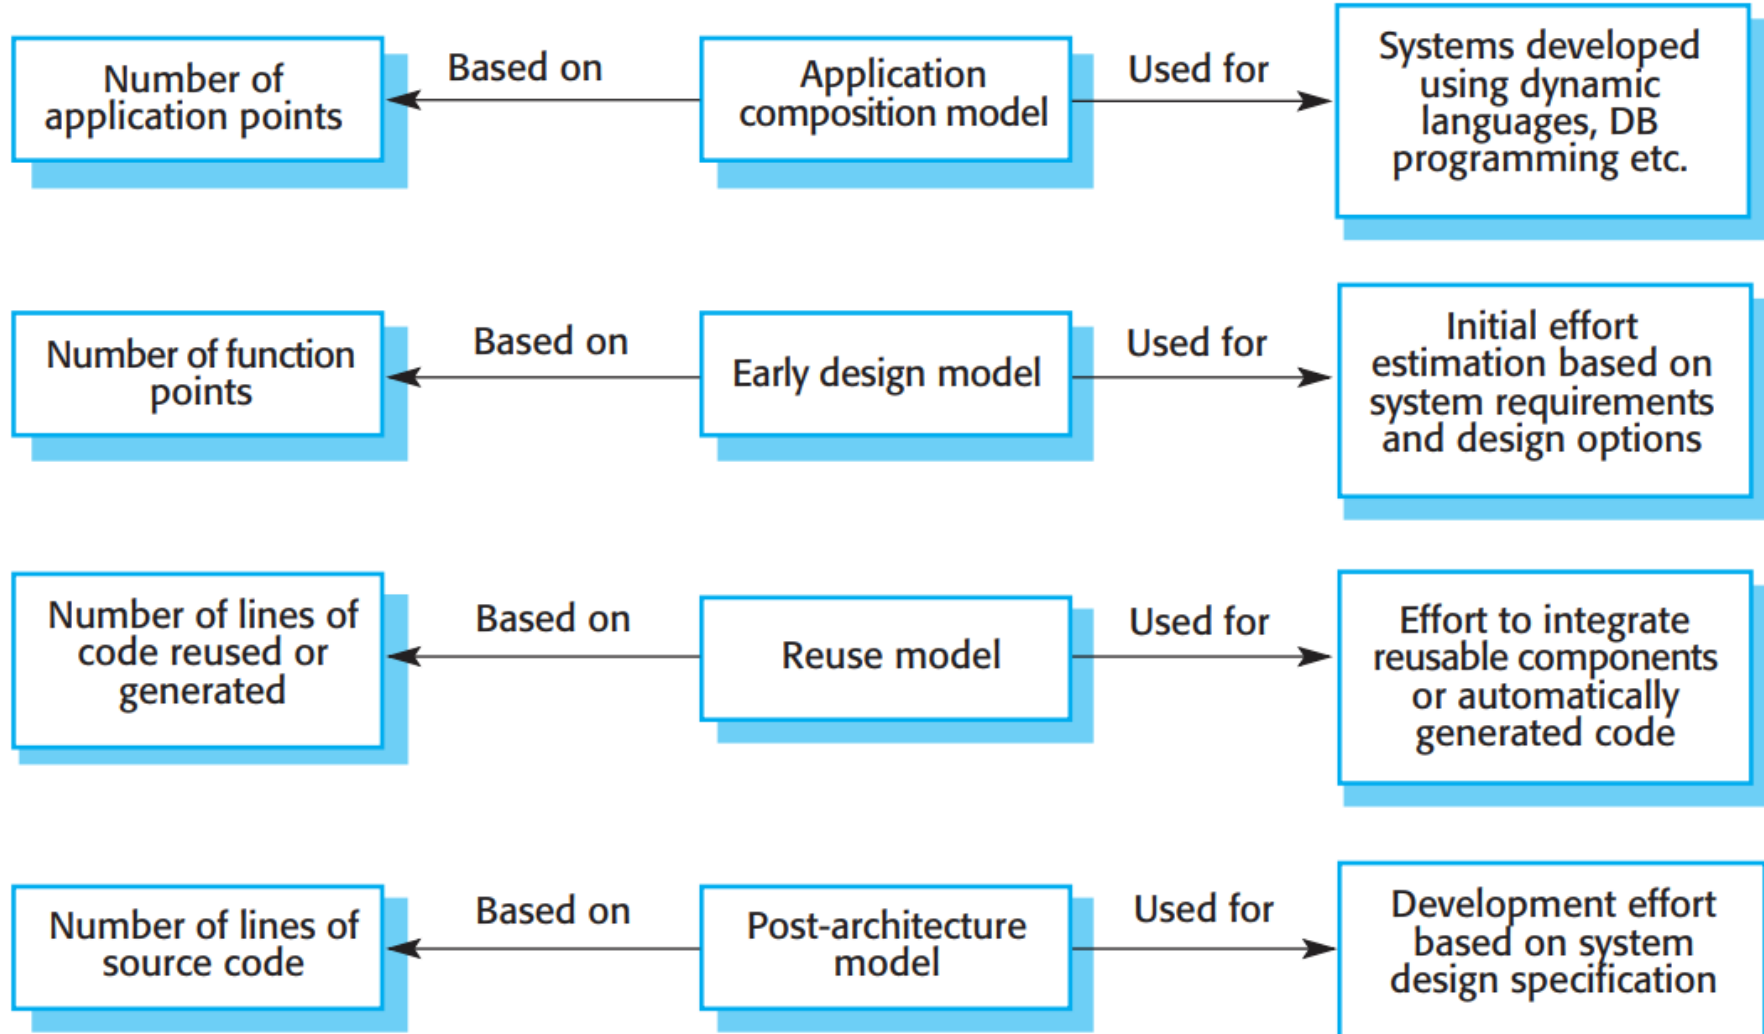 Number of
application points
Based on
Application
composition model
Used for
Systems developed
using dynamic
languages, DB
programming etc.
Number of function
points
Based on
Early design model
Used for
Initial effort
estimation based on
system requirements
and design options
Number of lines of
code reused or
generated
Based on
Reuse model
Used for
Effort to integrate
reusable components
or automatically
generated code
Number of lines of
source code
Based on
Post-architecture
model
Used for
Development effort
based on system
design specification